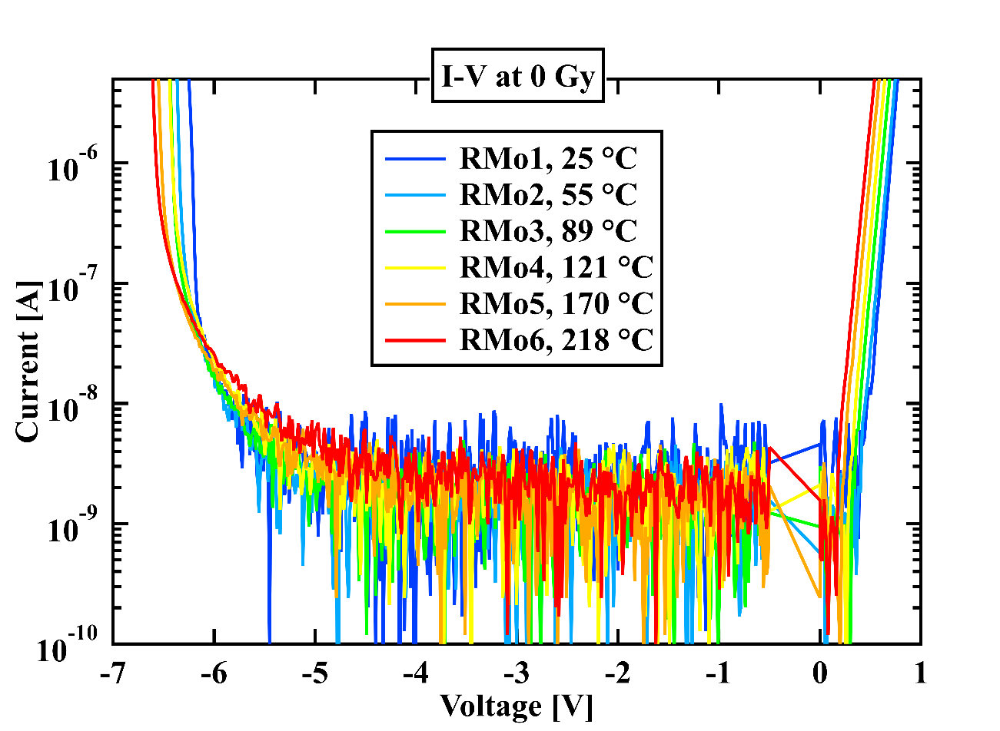 I-V at 0 Gy
RMo1, 25 °C
RMo2, 55 °C
RMo3, 89 °C
RMo4, 121 °C
RMo5, 170 °C
RMo6, 218 °C
Current [A]
10-6
10-7
10-8
10-9
10-10
-7 -6 -5 -4 -3 -2 -1 0 1
Voltage [V]